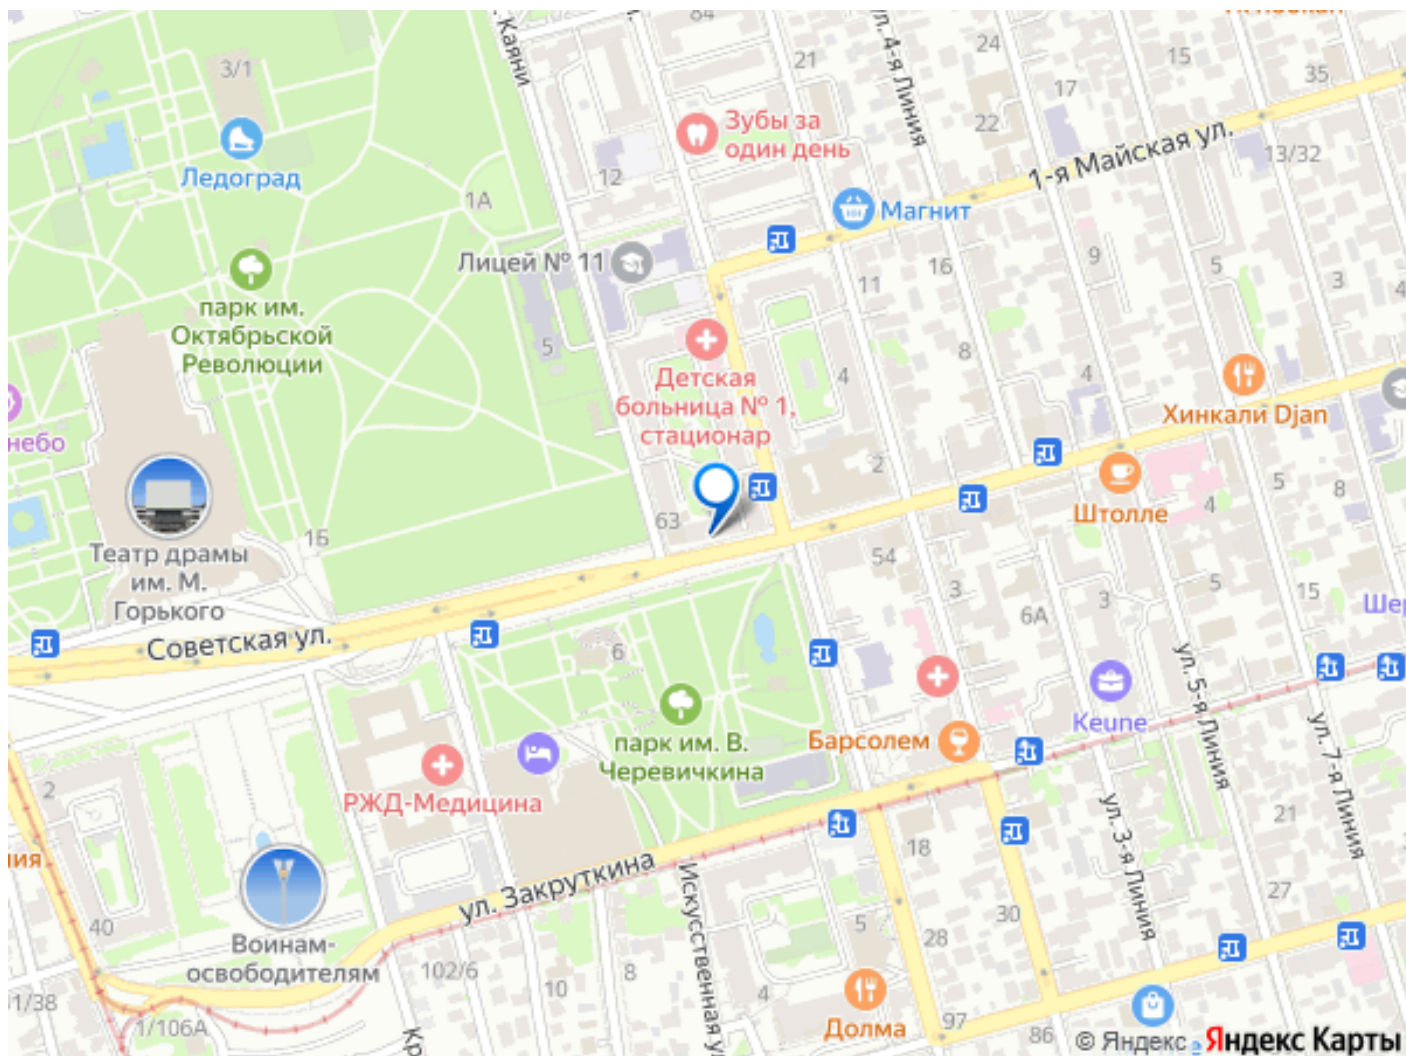 84
Каяни
ул. 4-я Линия
24
15
35
21
17
3/1
22
Зубы за
один день
1-я Майская ул.
13/32
Ледоград
12
1А
Магнит
Лицей № 11
9
16
5
3
4
11
парк им.
Октябрьской
Революции
5
8
4
4
Детская
больница № 1,
стационар
Хинкали Djan
небо
2
5
8
4
Штолле
63
16
Театр драмы
им. М.
Горького
54
3
6А
3
5
15
Советская ул.
6
ул. 5-я Линия
Keune
парк им. В.
Черевичкина
Барсолем
ул. 7-я Линия
2
РЖД-Медицина
ул. 3-я Линия
21
18
ул. Закруткина
Искусственная
27
40
30
5
28
Воинам-
освободителям
102/6
10
8
4
1/106А
Долма
97
86
© Яндекс
Яндекс Карты